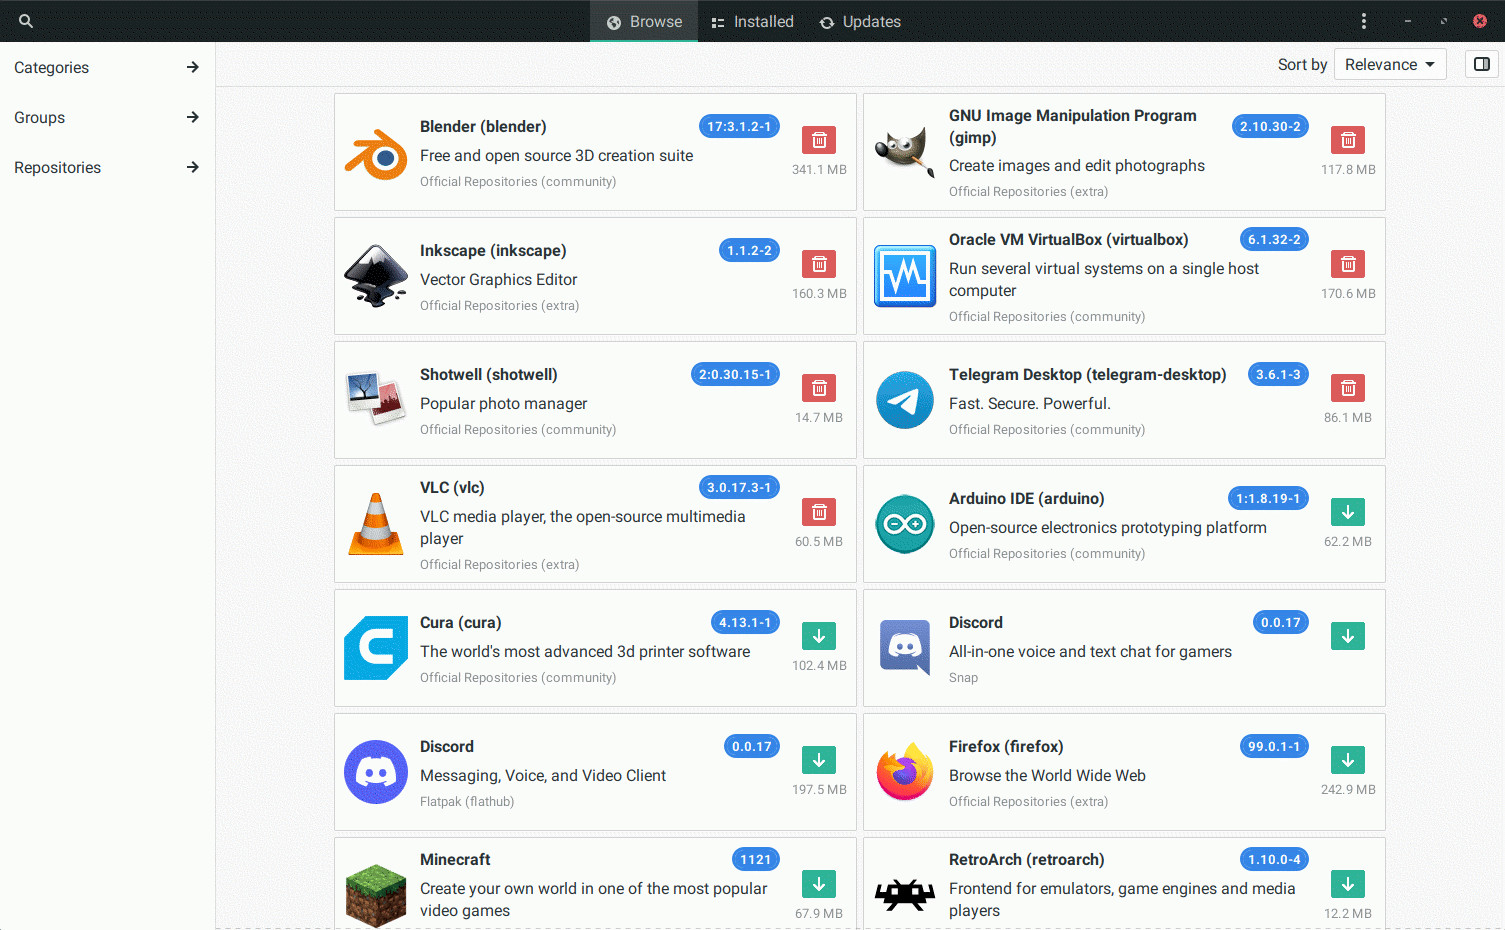 Browse
Installed
Updates
Categories
Groups
Repositories
Sort by
Relevance
Blender (blender)
17:3.1.2-1
Free and open source 3D creation suite
Official Repositories (community)
341.1 MB
GNU Image Manipulation Program
(gimp)
2.10.30-2
Create images and edit photographs
Official Repositories (extra)
117.8 MB
Inkscape (inkscape)
1.1.2-2
Vector Graphics Editor
Official Repositories (extra)
160.3 MB
Oracle VM VirtualBox (virtualbox)
6.1.32-2
Run several virtual systems on a single host
computer
Official Repositories (community)
170.6 MB
Shotwell (shotwell)
2:0.30.15-1
Popular photo manager
Official Repositories (community)
14.7 MB
Telegram Desktop (telegram-desktop)
3.6.1-3
Fast. Secure. Powerful.
Official Repositories (community)
86.1 MB
VLC (vlc)
3.0.17.3-1
VLC media player, the open-source multimedia
player
Official Repositories (extra)
60.5 MB
Arduino IDE (arduino)
1:1.8.19-1
Open-source electronics prototyping platform
Official Repositories (community)
62.2 MB
Cura (cura)
4.13.1-1
The world's most advanced 3d printer software
Official Repositories (community)
102.4 MB
Discord
0.0.17
All-in-one voice and text chat for gamers
Snap
Discord
0.0.17
Messaging, Voice, and Video Client
Flatpak (flathub)
197.5 MB
Firefox (firefox)
99.0.1-1
Browse the World Wide Web
Official Repositories (extra)
242.9 MB
Minecraft
1121
Create your own world in one of the most popular
video games
67.9 MB
RetroArch (retroarch)
1.10.0-4
Frontend for emulators, game engines and media
players
12.2 MB